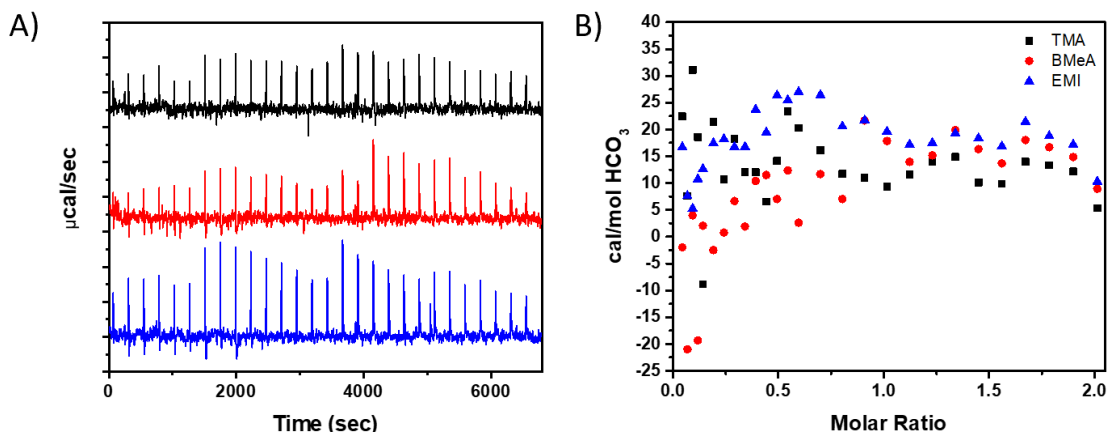 A)
μcal/sec
0
2000
4000
6000
Time (sec)
B)
cal/mol HCO₃
40
35
30
25
20
15
10
5
0
-5
-10
-15
-20
-25
0.0
0.5
1.0
1.5
2.0
Molar Ratio
TMA
BMeA
EMI